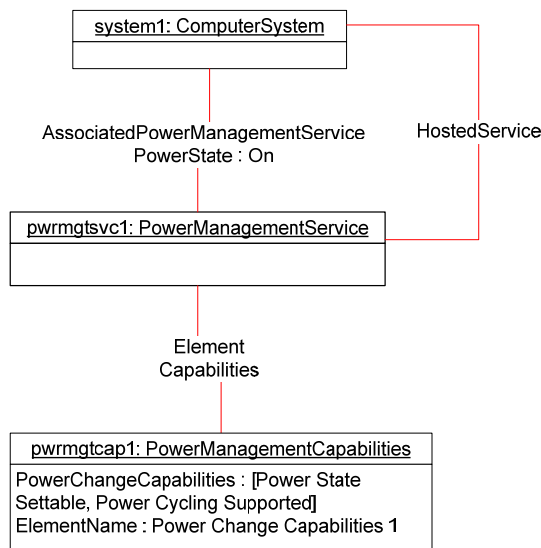 system1: ComputerSystem
AssociatedPowerManagementService
PowerState : On
HostedService
pwrmgtsvc1: PowerManagementService
Element
Capabilities
pwrmgtcap1: PowerManagementCapabilities
PowerChangeCapabilities : [Power State
Settable, Power Cycling Supported]
ElementName : Power Change Capabilities 1